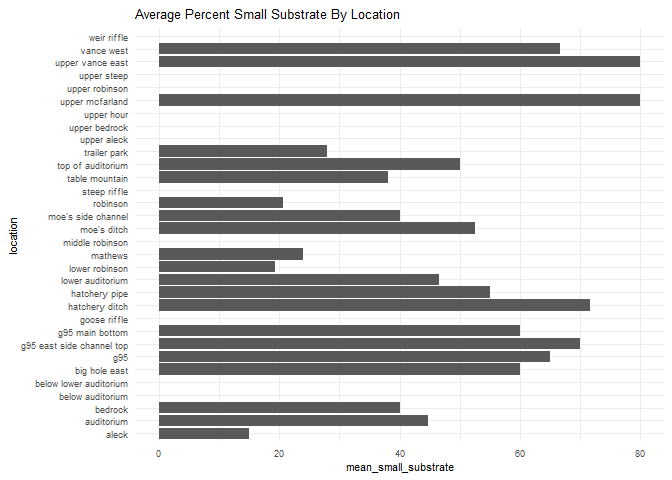 Average Percent Small Substrate By Location
weir riffle
vance west
upper vance east
upper steep
upper robinson
upper mcfarland
upper hour
upper bedrock
upper aleck
trailer park
top of auditorium
table mountain
steep riffle
robinson
moe's side channel
moe's ditch
middle robinson
mathews
lower robinson
lower auditorium
hatchery pipe
hatchery ditch
goose riffle
g95 main bottom
g95 east side channel top
g95
big hole east
below lower auditorium
below auditorium
bedrock
auditorium
aleck
location
0 20 40 60 80
mean_small_substrate